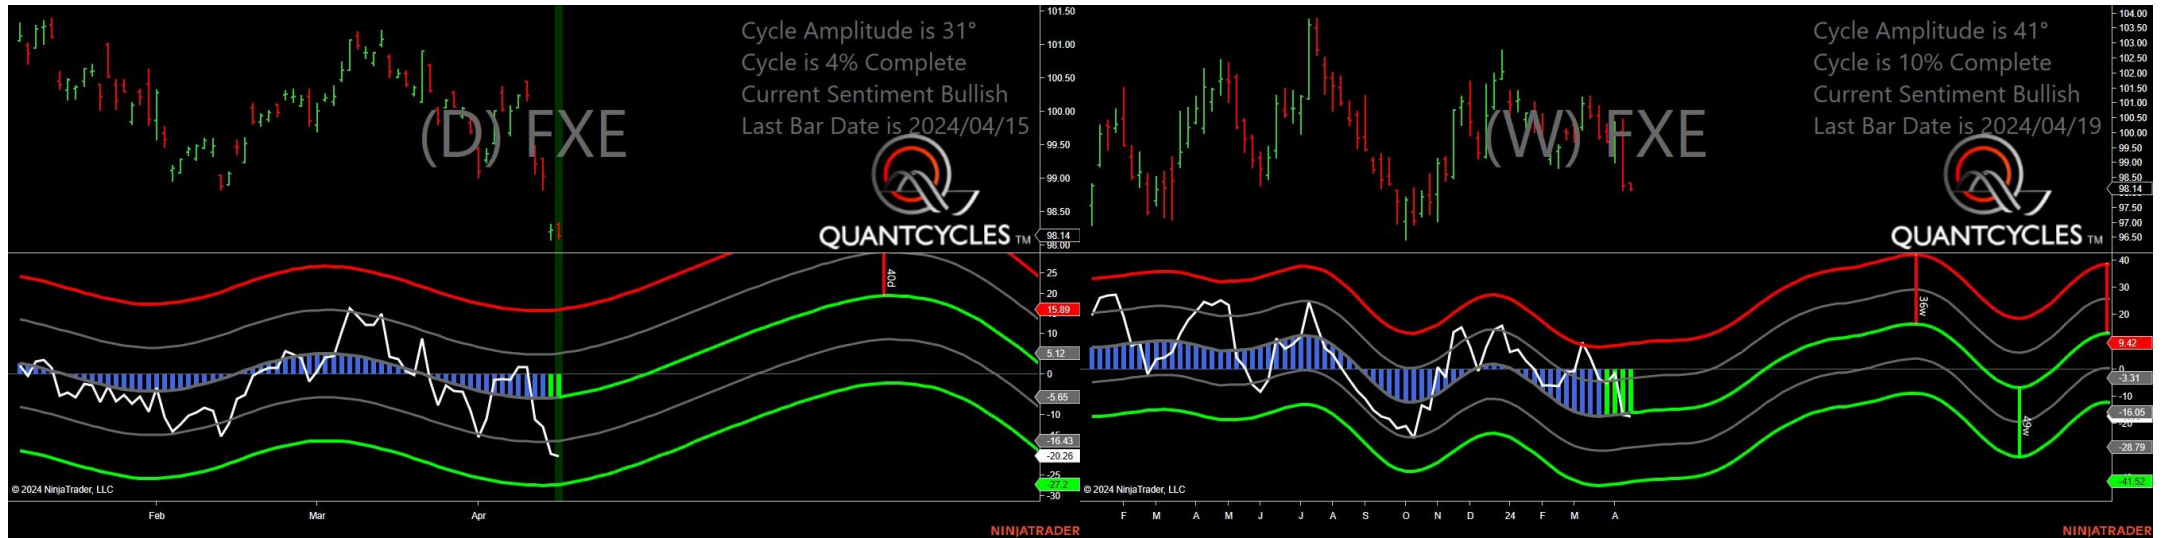 Cycle Amplitude is 31°
Cycle is 4% Complete
Current Sentiment Bullish
Last Bar Date is 2024/04/15
(D) FXE
QUANTCYCLES TM
101.50
101.00
100.50
100.00
99.50
99.00
98.50
98.14
98.00
25
20
15.89
10
5.12
0
-5.65
-10
-16.43
-20.26
-25
-27.2
-30
40d
© 2024 NinjaTrader, LLC
Feb Mar Apr
NINJATRADER
Cycle Amplitude is 41°
Cycle is 10% Complete
Current Sentiment Bullish
Last Bar Date is 2024/04/19
(W) FXE
QUANTCYCLES TM
104.00
103.50
103.00
102.50
102.00
101.50
101.00
100.50
100.00
99.50
99.00
98.50
98.14
97.50
97.00
96.50
40
30
20
9.42
0
-3.31
-10
-16.05
-20
-28.79
-41.52
36w
49w
© 2024 NinjaTrader, LLC
F M A M J J A S O N D 24 F M A
NINJATRADER